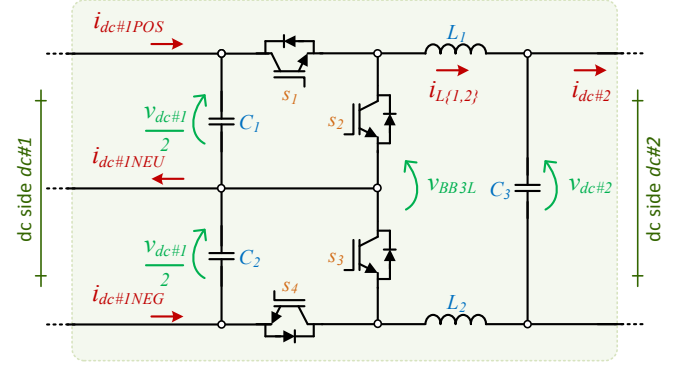 i_dc#1POS
L_1
s_1
i_L{1,2}
i_dc#2
v_dc#1
2
C_1
s_2
i_dc#1NEU
dc side dc#1
v_BB3L
C_3
v_dc#2
dc side dc#2
v_dc#1
2
C_2
s_3
s_4
i_dc#1NEG
L_2